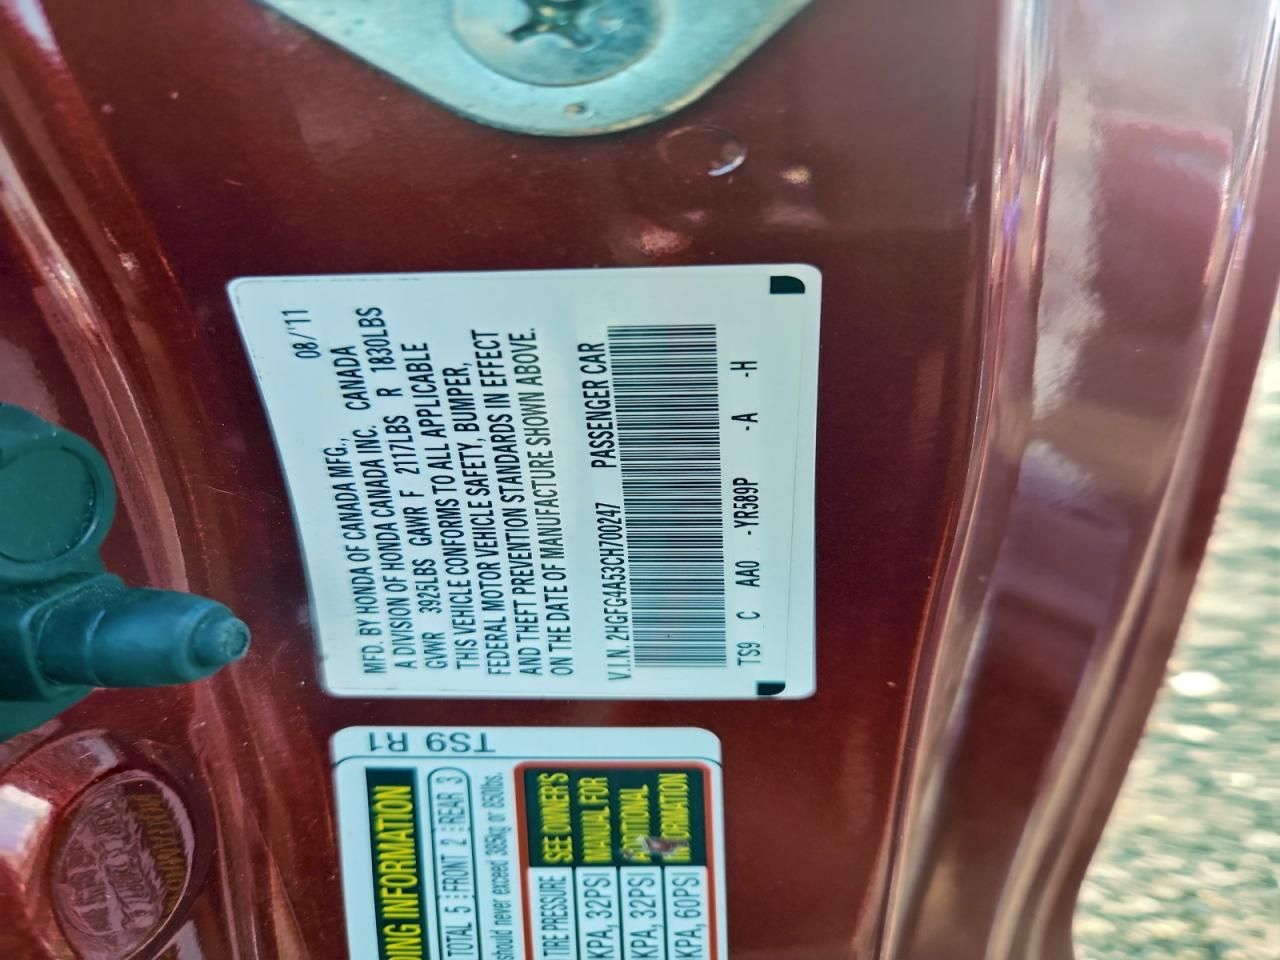 08/'11
MFD. BY HONDA OF CANADA MFG.,
A DIVISION OF HONDA CANADA INC. CANADA
GVWR 3925LBS GAWR F 2117LBS R 1830LBS
THIS VEHICLE CONFORMS TO ALL APPLICABLE
FEDERAL MOTOR VEHICLE SAFETY, BUMPER,
AND THEFT PREVENTION STANDARDS IN EFFECT
ON THE DATE OF MANUFACTURE SHOWN ABOVE.
V.I.N. 2HGFG4A53CH700247 PASSENGER CAR
TS9 C AA0 -YR589P -A -H
TS9 R1
DING INFORMATION
TOTAL 5 FRONT 2 REAR 3
should never exceed 385kg or 850lbs.
TIRE PRESSURE
KPA, 32PSI
KPA, 32PSI
KPA, 60PSI
SEE OWNER'S
MANUAL FOR
ADDITIONAL
INFORMATION